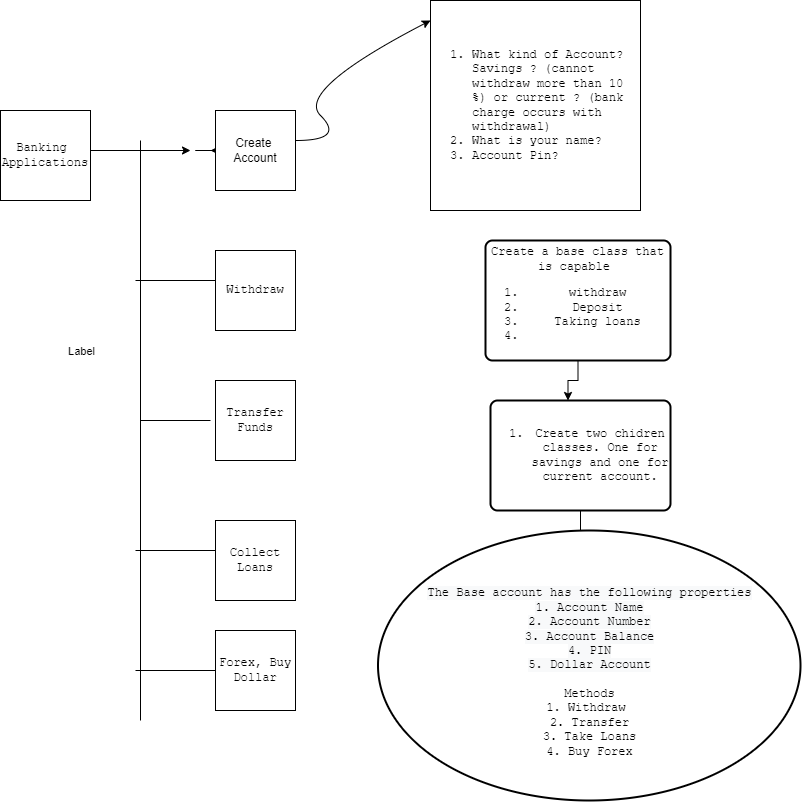 Banking
Applications
Create
Account
1. What kind of Account?
Savings ? (cannot
withdraw more than 10
%) or current ? (bank
charge occurs with
withdrawal)
2. What is your name?
3. Account Pin?
Withdraw
Label
Transfer
Funds
Collect
Loans
Forex, Buy
Dollar
Create a base class that
is capable
1. withdraw
2. Deposit
3. Taking loans
4.
1. Create two chidren
classes. One for
savings and one for
current account.
The Base account has the following properties
1. Account Name
2. Account Number
3. Account Balance
4. PIN
5. Dollar Account
Methods
1. Withdraw
2. Transfer
3. Take Loans
4. Buy Forex